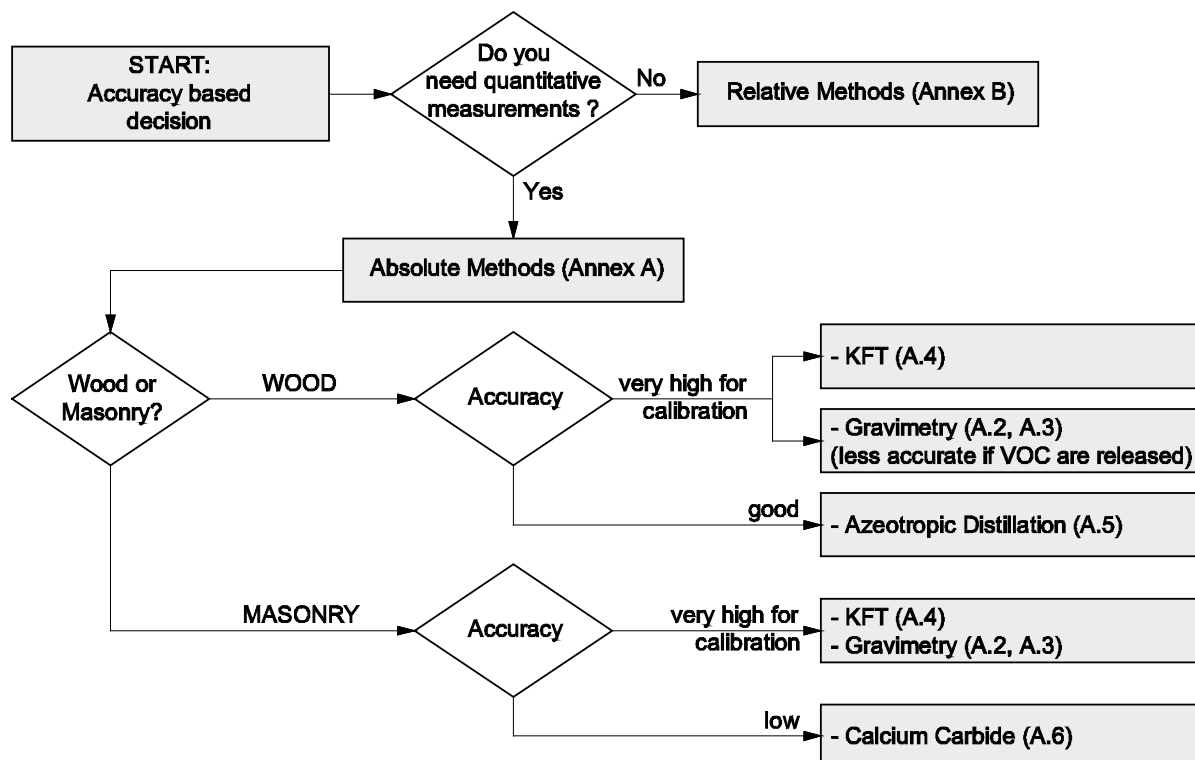 START:
Accuracy based
decision
Do you
need quantitative
measurements ?
No
Relative Methods (Annex B)
Yes
Absolute Methods (Annex A)
Wood or
Masonry?
WOOD
Accuracy
very high for
calibration
- KFT (A.4)
- Gravimetry (A.2, A.3)
(less accurate if VOC are released)
good
- Azeotropic Distillation (A.5)
MASONRY
Accuracy
very high for
calibration
- KFT (A.4)
- Gravimetry (A.2, A.3)
low
- Calcium Carbide (A.6)